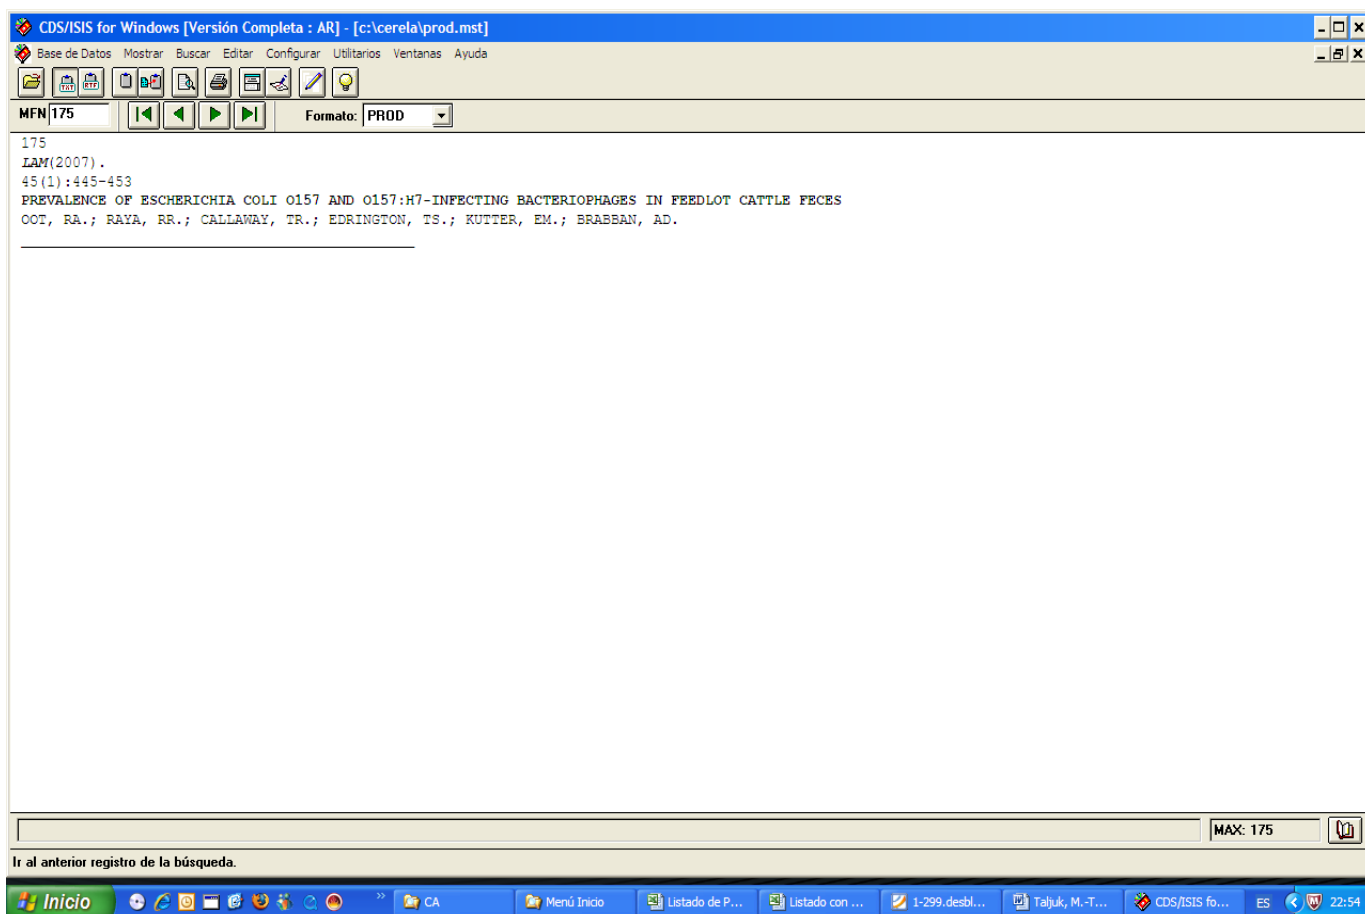 CDS/ISIS for Windows [Versión Completa : AR] - [c:\cerela\prod.mst]
Base de Datos Mostrar Buscar Editar Configurar Utilitarios Ventanas Ayuda
TXT RTF
MFN 175 Formato: PROD
175
LAM(2007).
45(1):445-453
PREVALENCE OF ESCHERICHIA COLI O157 AND O157:H7-INFECTING BACTERIOPHAGES IN FEEDLOT CATTLE FECES
OOT, RA.; RAYA, RR.; CALLAWAY, TR.; EDRINGTON, TS.; KUTTER, EM.; BRABBAN, AD.
MAX: 175
Ir al anterior registro de la búsqueda.
Inicio » CA Menú Inicio Listado de P... Listado con ... 1-299.desbl... Taljuk, M.-T... CDS/ISIS fo... ES 22:54